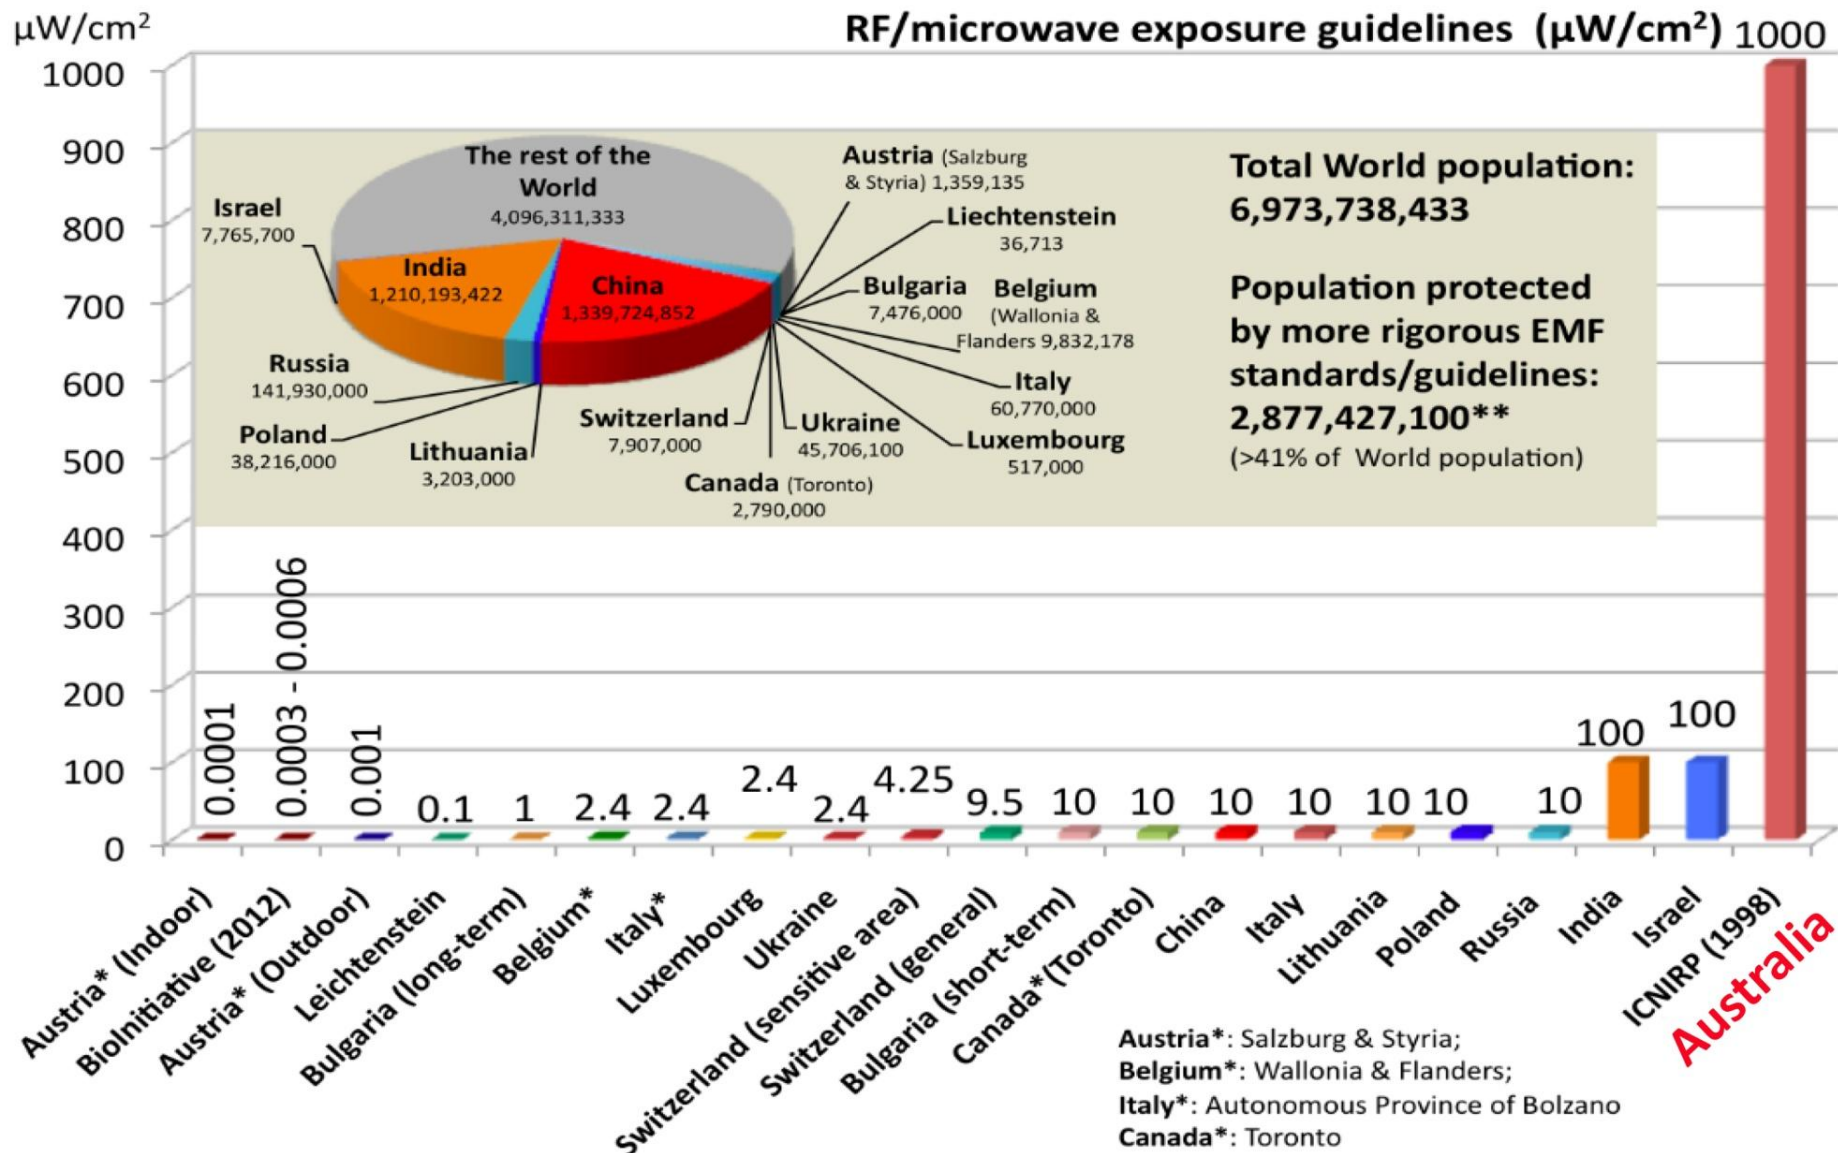 µW/cm²
RF/microwave exposure guidelines (µW/cm²)
1000
1000
900
800
700
600
500
400
300
200
100
0
The rest of the
World
4,096,311,333
Israel
7,765,700
India
1,210,193,422
China
1,339,724,852
Russia
141,930,000
Poland
38,216,000
Lithuania
3,203,000
Switzerland
7,907,000
Canada (Toronto)
2,790,000
Ukraine
45,706,100
Luxembourg
517,000
Italy
60,770,000
Belgium
(Wallonia &
Flanders 9,832,178
Bulgaria
7,476,000
Liechtenstein
36,713
Austria (Salzburg
& Styria) 1,359,135
Total World population:
6,973,738,433
Population protected
by more rigorous EMF
standards/guidelines:
2,877,427,100**
(>41% of World population)
0.0001
0.0003 - 0.0006
0.001
0.1
1
2.4
2.4
2.4
2.4
4.25
9.5
10
10
10
10
10
10
10
100
100
Austria* (Indoor)
BioInitiative (2012)
Austria* (Outdoor)
Leichtenstein
Bulgaria (long-term)
Belgium*
Italy*
Luxembourg
Ukraine
Switzerland (sensitive area)
Switzerland (general)
Bulgaria (short-term)
Canada*(Toronto)
China
Italy
Lithuania
Poland
Russia
India
Israel
ICNIRP (1998)
Australia
Austria*: Salzburg & Styria;
Belgium*: Wallonia & Flanders;
Italy*: Autonomous Province of Bolzano
Canada*: Toronto